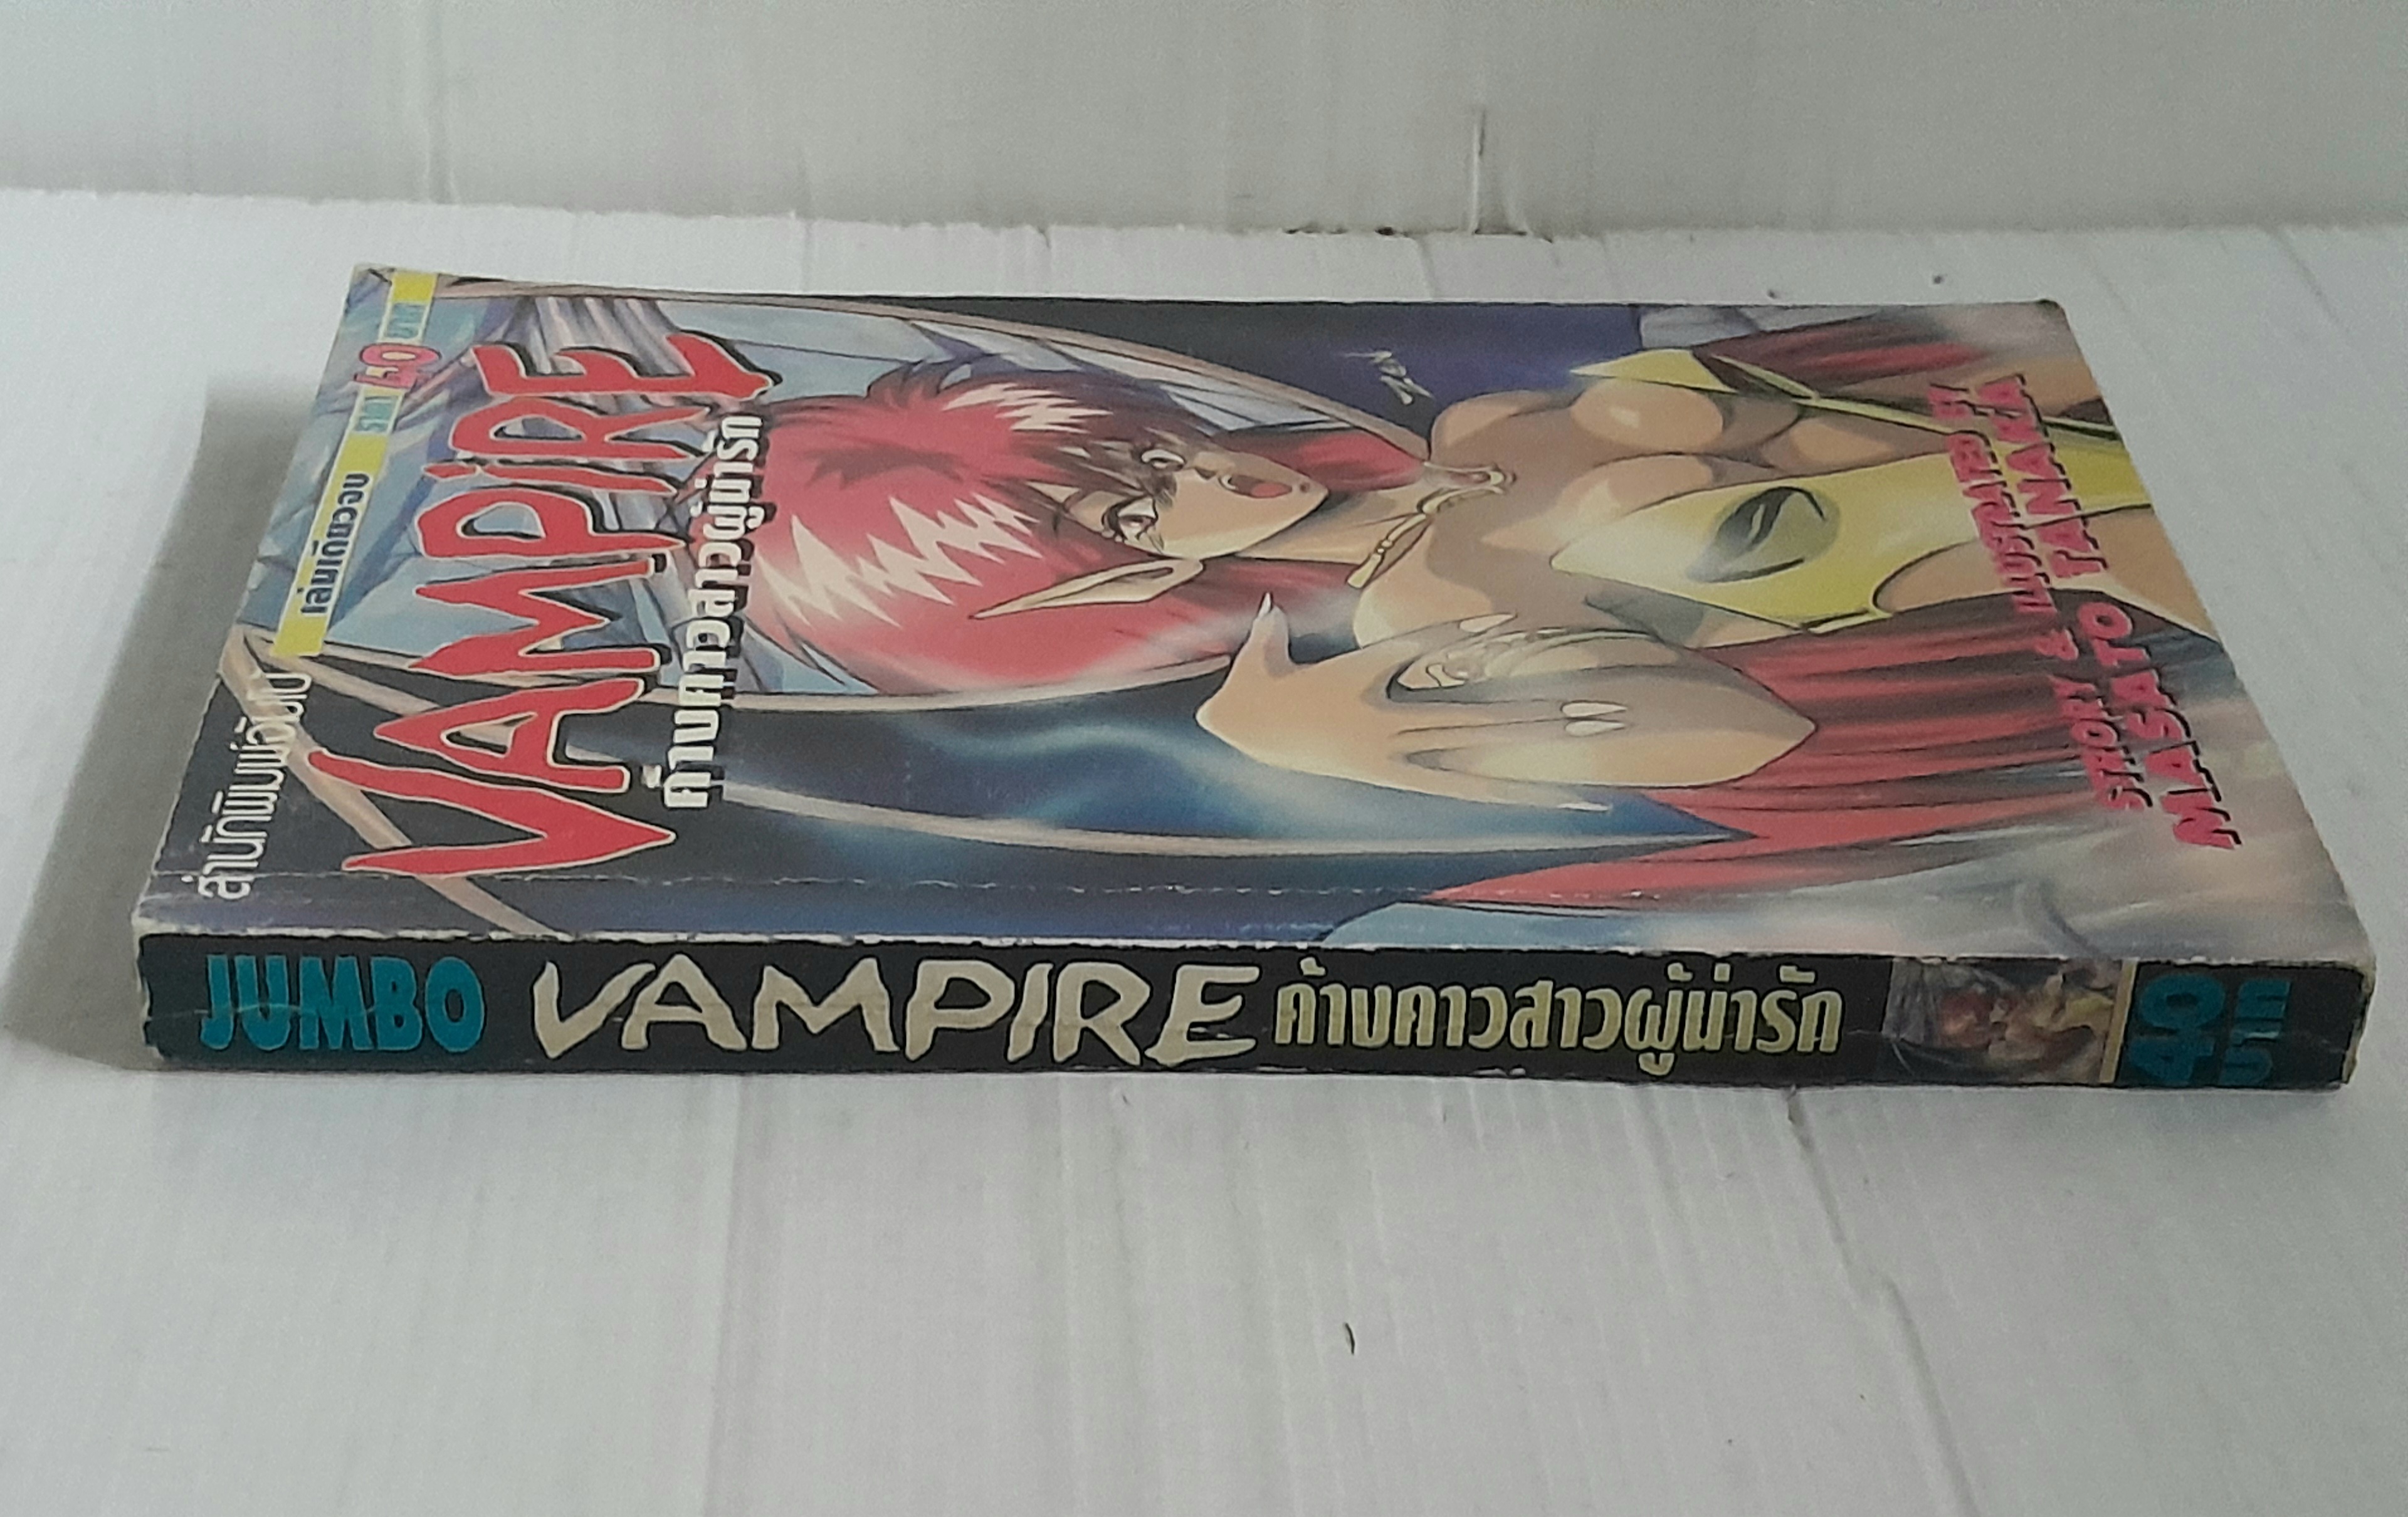 สำนักพิมพ์
เล่มเดียวจบ ราคา 40 บาท
VAMPIRE
ค้างคาวสาวผู้น่ารัก
STORY & ILLUSTRATED BY
MASATO TANAKA
JUMBO VAMPIRE ค้างคาวสาวผู้น่ารัก 40 บาท